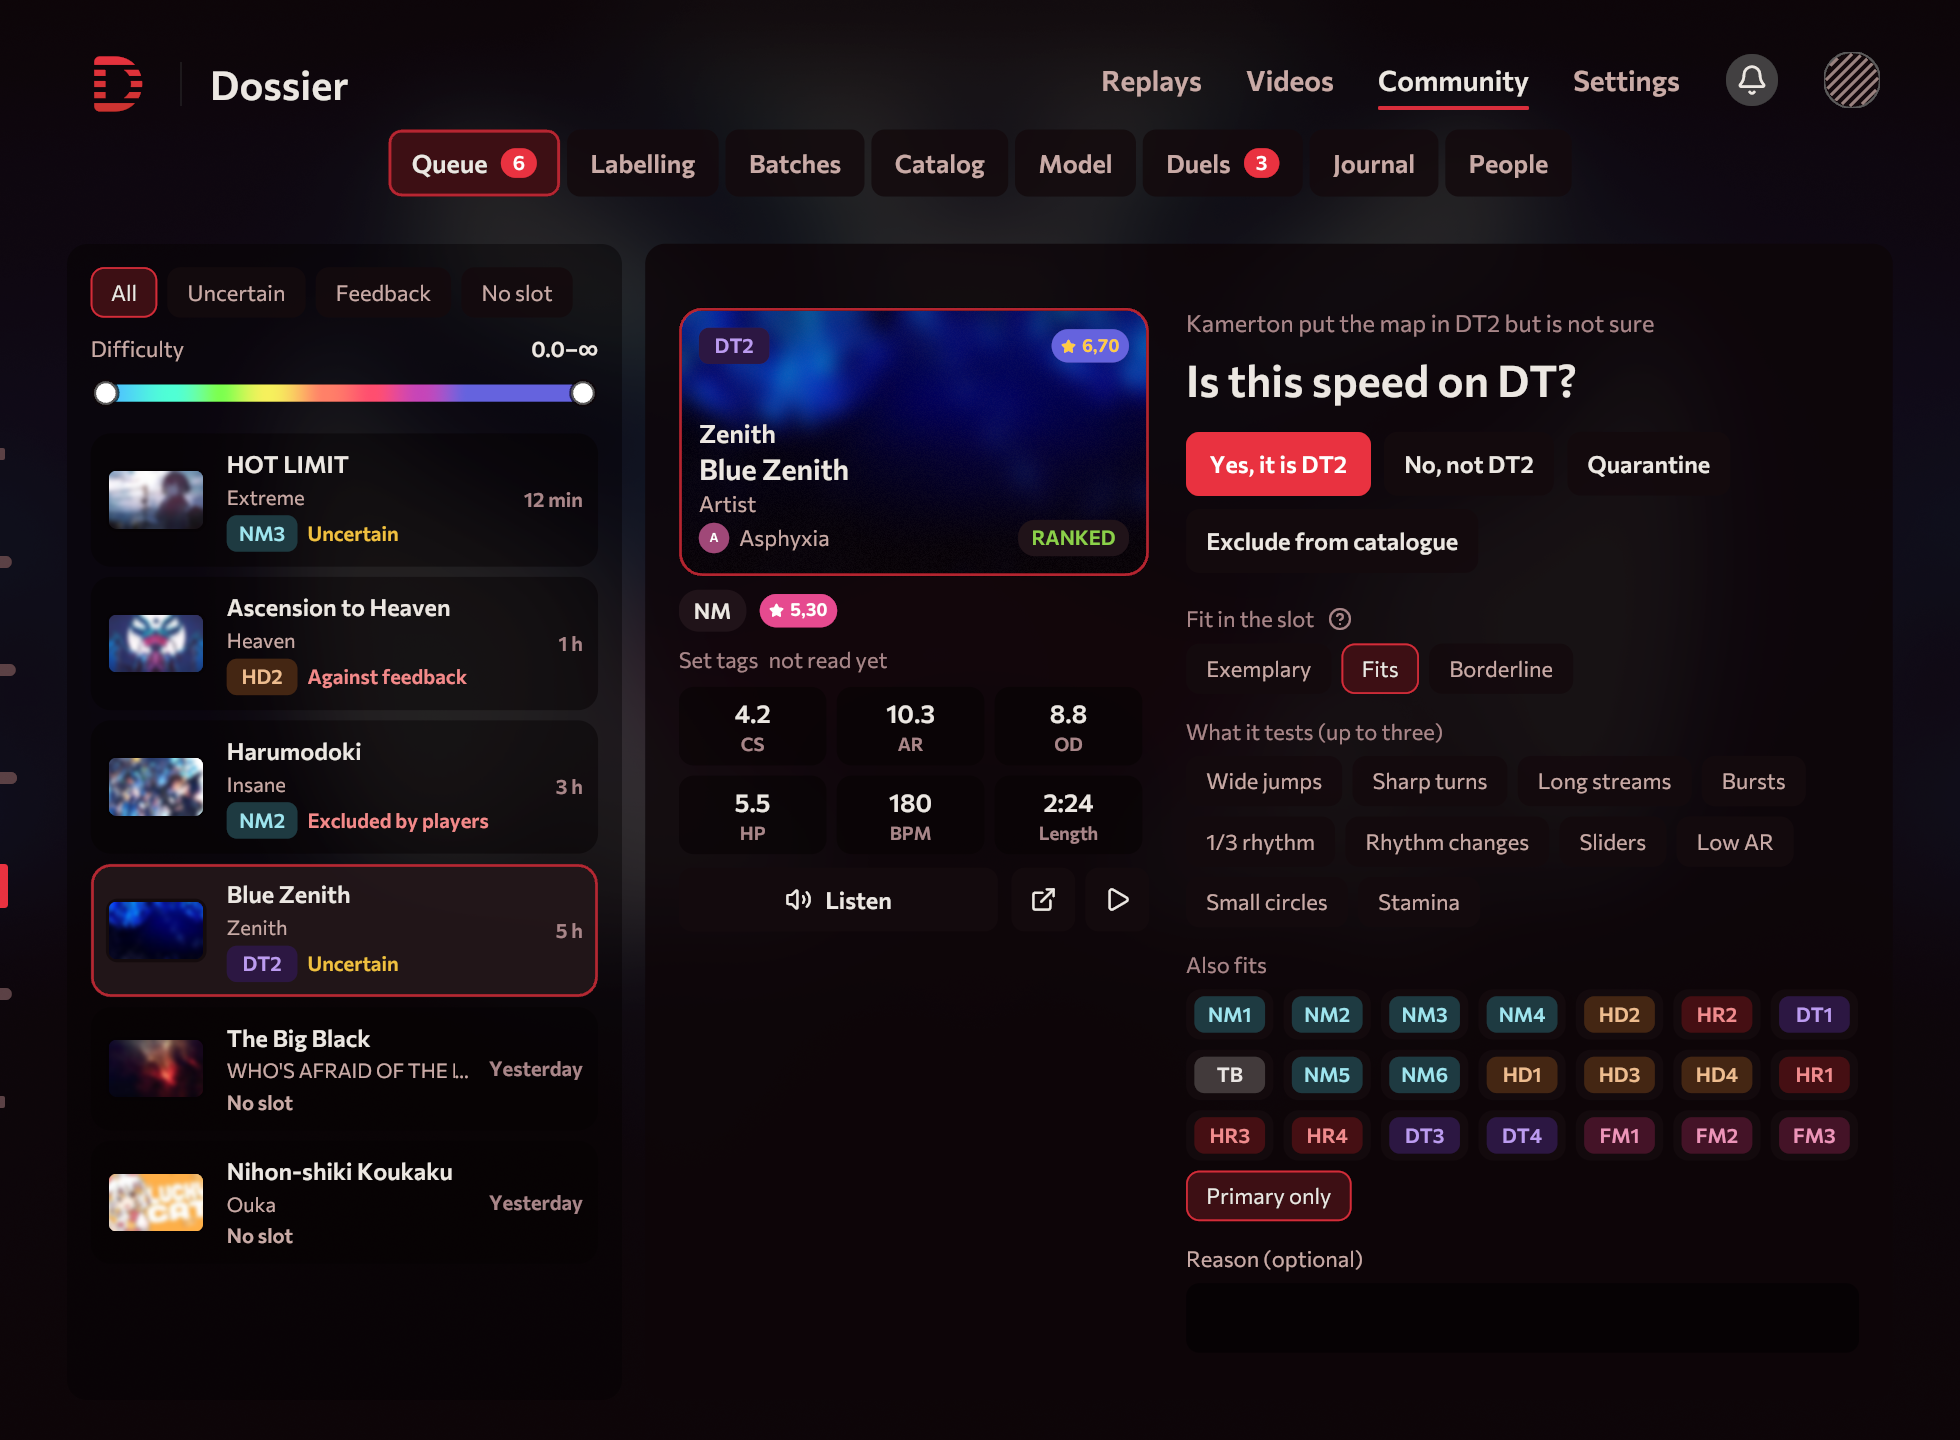 Dossier
Replays Videos Community Settings
Queue 6 Labelling Batches Catalog Model Duels 3 Journal People
All Uncertain Feedback No slot
Difficulty 0.0–∞
HOT LIMIT
Extreme
12 min
NM3 Uncertain
Ascension to Heaven
Heaven
1 h
HD2 Against feedback
Harumodoki
Insane
3 h
NM2 Excluded by players
Blue Zenith
Zenith
5 h
DT2 Uncertain
The Big Black
WHO'S AFRAID OF THE l...
Yesterday
No slot
Nihon-shiki Koukaku
Ouka
Yesterday
No slot
DT2 6,70
Zenith
Blue Zenith
Artist
A Asphyxia RANKED
NM 5,30
Set tags not read yet
4.2 10.3 8.8
CS AR OD
5.5 180 2:24
HP BPM Length
Listen
Kamerton put the map in DT2 but is not sure
Is this speed on DT?
Yes, it is DT2 No, not DT2 Quarantine
Exclude from catalogue
Fit in the slot ?
Exemplary Fits Borderline
What it tests (up to three)
Wide jumps Sharp turns Long streams Bursts
1/3 rhythm Rhythm changes Sliders Low AR
Small circles Stamina
Also fits
NM1 NM2 NM3 NM4 HD2 HR2 DT1
TB NM5 NM6 HD1 HD3 HD4 HR1
HR3 HR4 DT3 DT4 FM1 FM2 FM3
Primary only
Reason (optional)